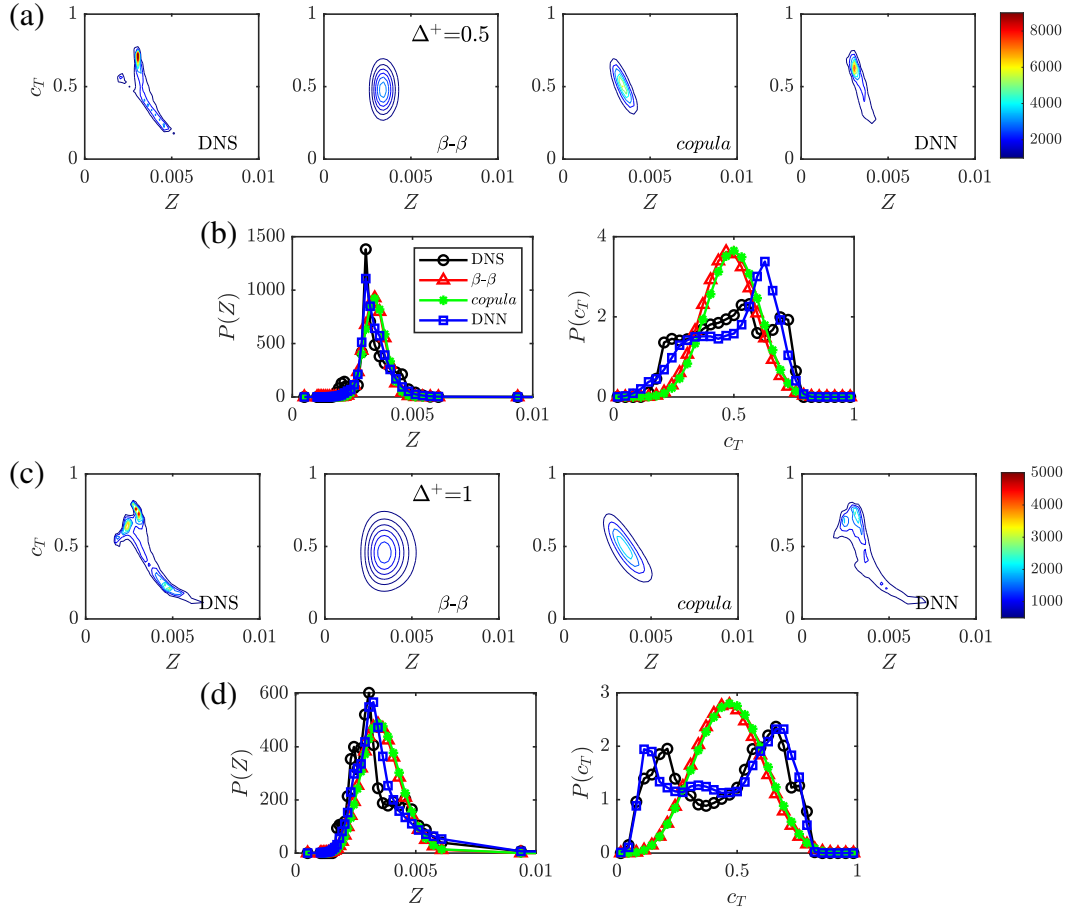 (a)
1
0.5
0
c_T
0
0.005
0.01
Z
DNS
1
0.5
0
0
0.005
0.01
Z
Δ⁺=0.5
β-β
1
0.5
0
0
0.005
0.01
Z
copula
1
0.5
0
0
0.005
0.01
Z
DNN
8000
6000
4000
2000
(b)
1500
1000
500
0
P(Z)
0
0.005
0.01
Z
DNS
β-β
copula
DNN
4
2
0
P(c_T)
0
0.5
1
c_T
(c)
1
0.5
0
c_T
0
0.005
0.01
Z
DNS
1
0.5
0
0
0.005
0.01
Z
Δ⁺=1
β-β
1
0.5
0
0
0.005
0.01
Z
copula
1
0.5
0
0
0.005
0.01
Z
DNN
5000
4000
3000
2000
1000
(d)
600
400
200
0
P(Z)
0
0.005
0.01
Z
3
2
1
0
P(c_T)
0
0.5
1
c_T